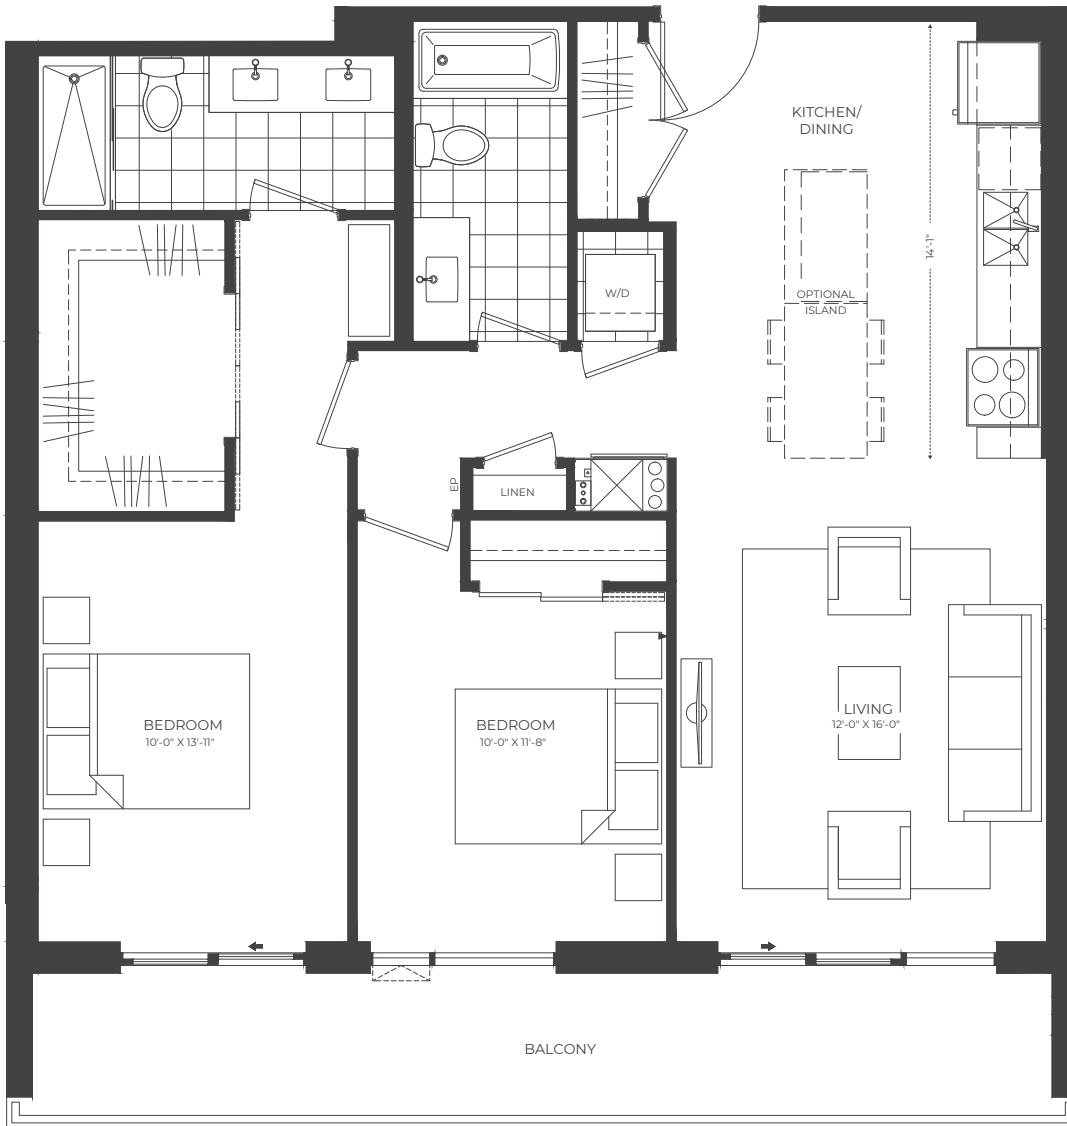 KITCHEN/
DINING
14'-1"
W/D
OPTIONAL
ISLAND
EP
LINEN
BEDROOM
10'-0" X 13'-11"
BEDROOM
10'-0" X 11'-8"
LIVING
12'-0" X 16'-0"
BALCONY